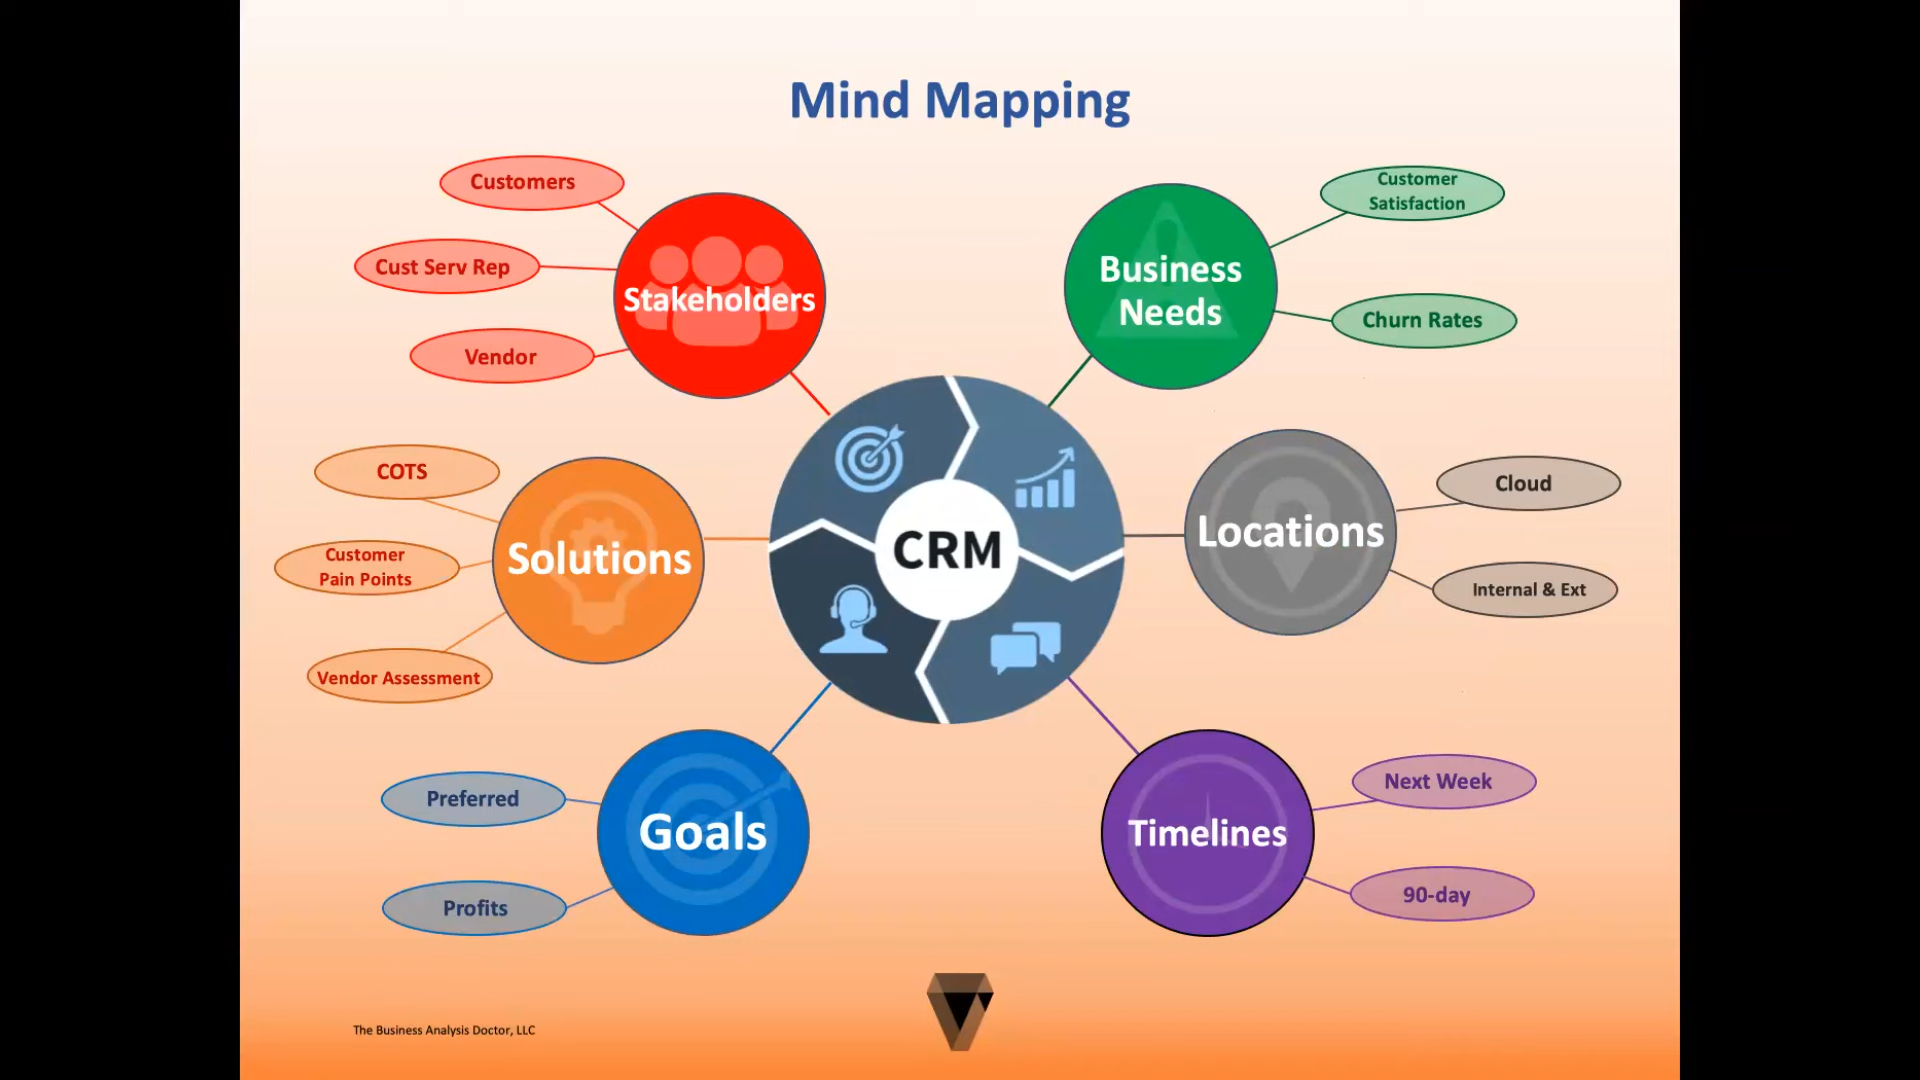 Mind Mapping
Customers
Cust Serv Rep
Vendor
Stakeholders
Business
Needs
Customer
Satisfaction
Churn Rates
COTS
Customer
Pain Points
Vendor Assessment
Solutions
CRM
Locations
Cloud
Internal & Ext
Preferred
Profits
Goals
Timelines
Next Week
90-day
The Business Analysis Doctor, LLC